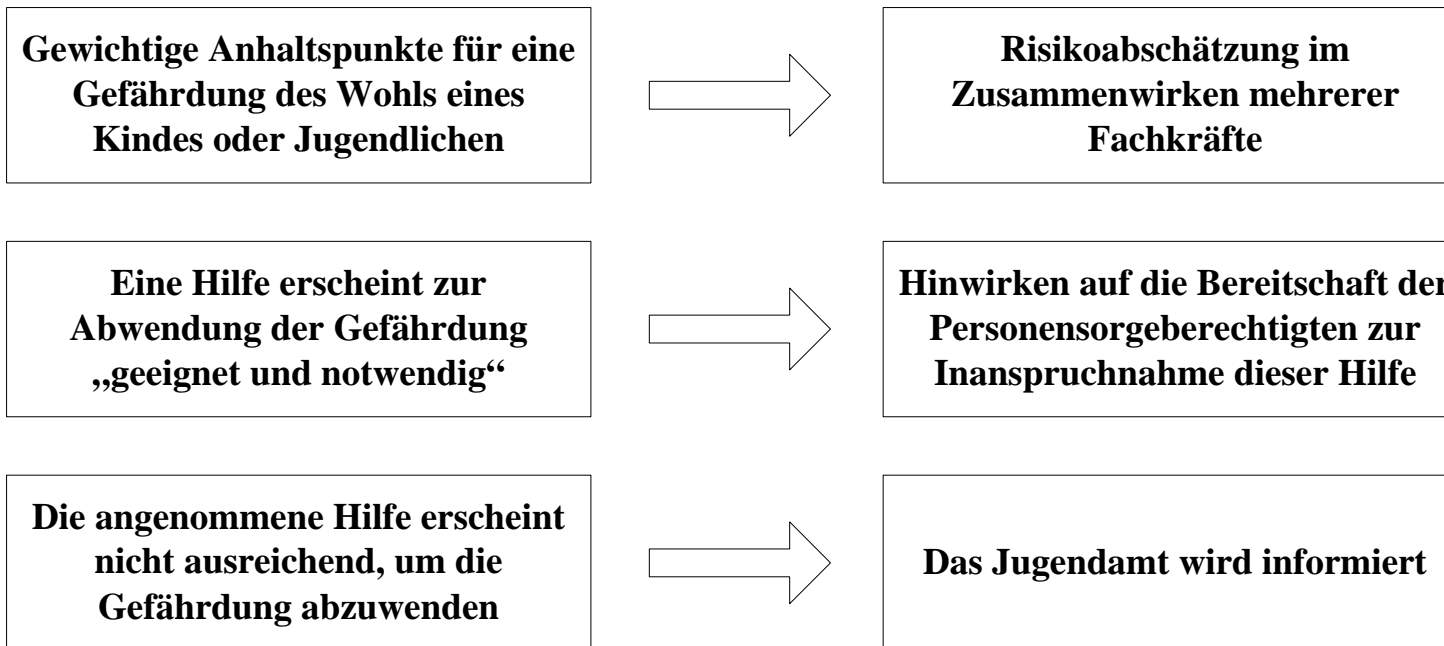 Gewichtige Anhaltspunkte für eine
Gefährdung des Wohls eines
Kindes oder Jugendlichen
Risikoabschätzung im
Zusammenwirken mehrerer
Fachkräfte
Eine Hilfe erscheint zur
Abwendung der Gefährdung
„geeignet und notwendig“
Hinwirken auf die Bereitschaft der
Personensorgeberechtigten zur
Inanspruchnahme dieser Hilfe
Die angenommene Hilfe erscheint
nicht ausreichend, um die
Gefährdung abzuwenden
Das Jugendamt wird informiert